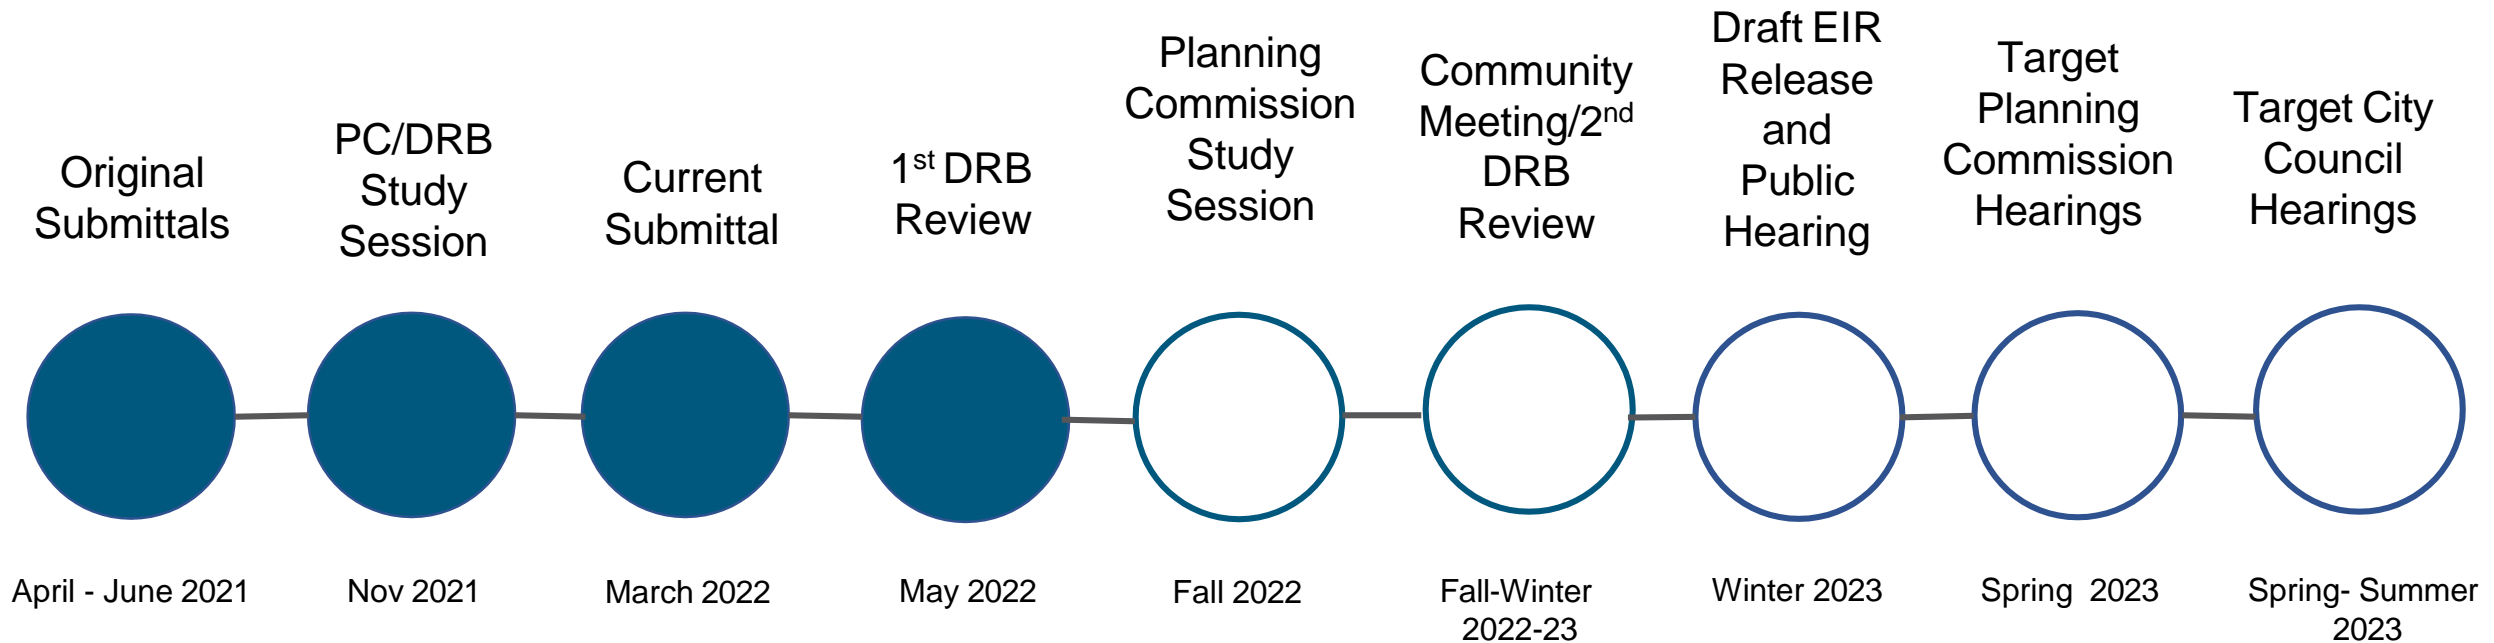 Original
Submittals
PC/DRB
Study
Session
Current
Submittal
1st DRB
Review
Planning
Commission
Study
Session
Community
Meeting/2nd
DRB
Review
Draft EIR
Release
and
Public
Hearing
Target
Planning
Commission
Hearings
Target City
Council
Hearings
April - June 2021
Nov 2021
March 2022
May 2022
Fall 2022
Fall-Winter
2022-23
Winter 2023
Spring  2023
Spring- Summer
2023